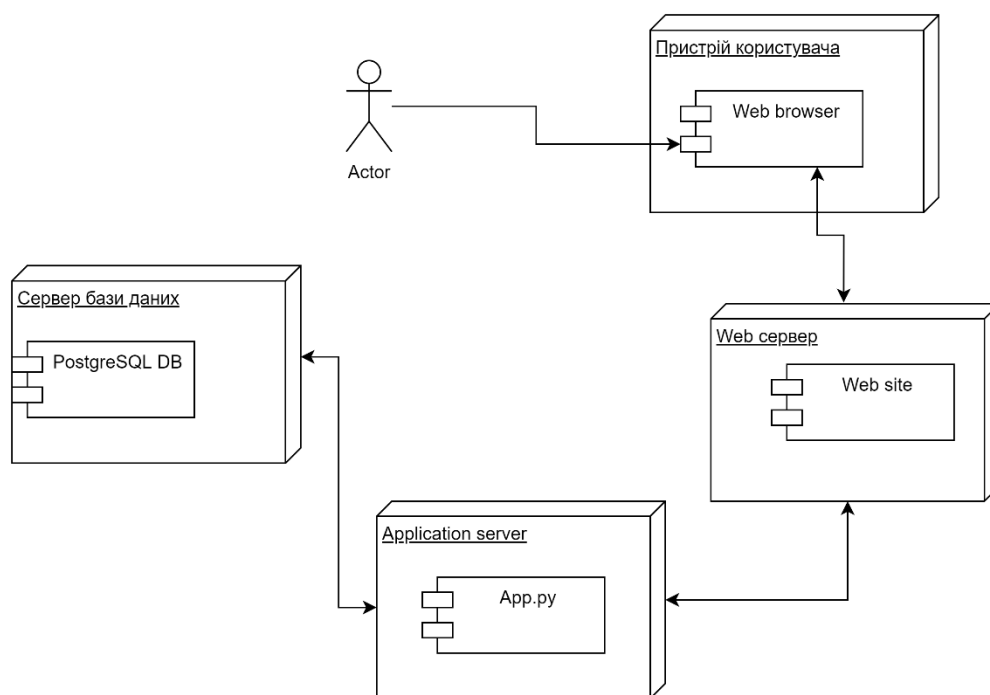 Пристрій користувача
Web browser
Actor
Сервер бази даних
PostgreSQL DB
Web сервер
Web site
Application server
App.py